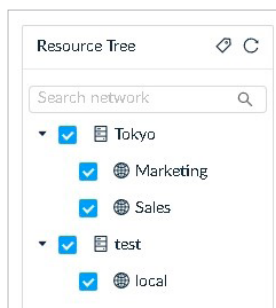 Resource Tree
Search network
Tokyo
Marketing
Sales
test
local